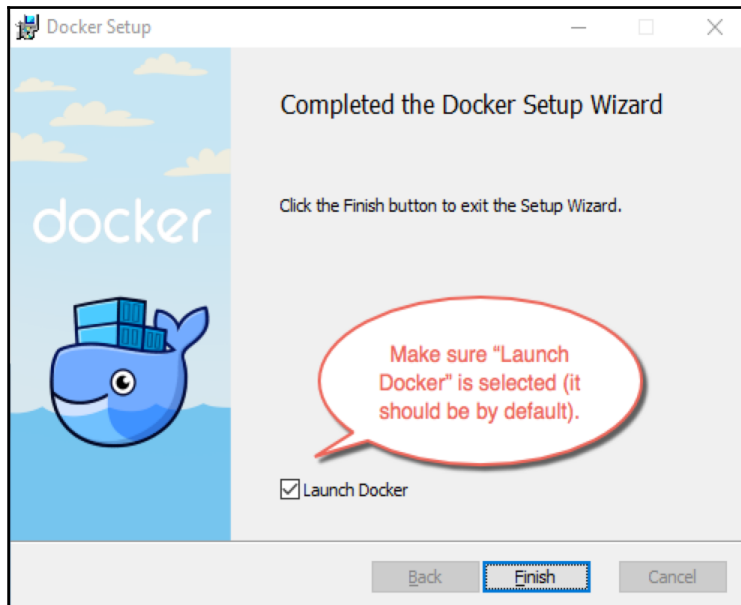 Docker Setup
Completed the Docker Setup Wizard
Click the Finish button to exit the Setup Wizard.
docker
Make sure “Launch
Docker” is selected (it
should be by default).
Launch Docker
Back Finish Cancel